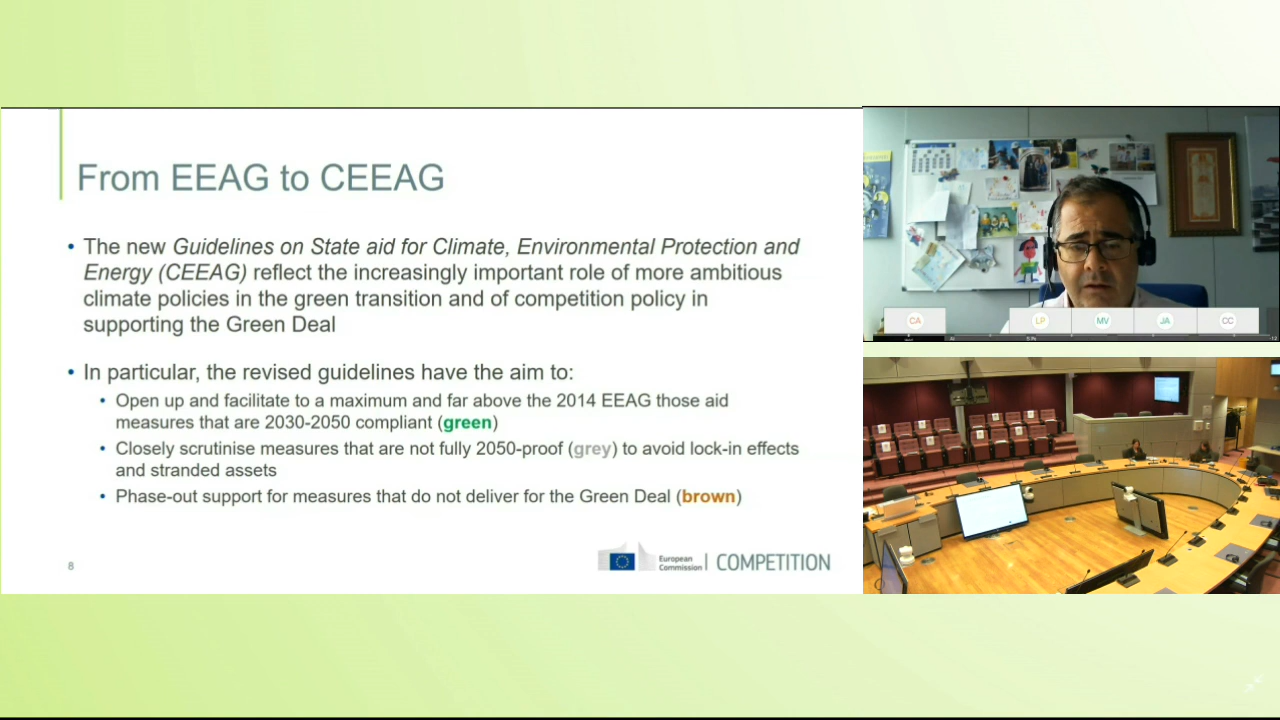 From EEAG to CEEAG
• The new Guidelines on State aid for Climate, Environmental Protection and
Energy (CEEAG) reflect the increasingly important role of more ambitious
climate policies in the green transition and of competition policy in
supporting the Green Deal
• In particular, the revised guidelines have the aim to:
• Open up and facilitate to a maximum and far above the 2014 EEAG those aid
measures that are 2030-2050 compliant (green)
• Closely scrutinise measures that are not fully 2050-proof (grey) to avoid lock-in effects
and stranded assets
• Phase-out support for measures that do not deliver for the Green Deal (brown)
8
European
Commission
COMPETITION
CA
LP
MV
JA
CC